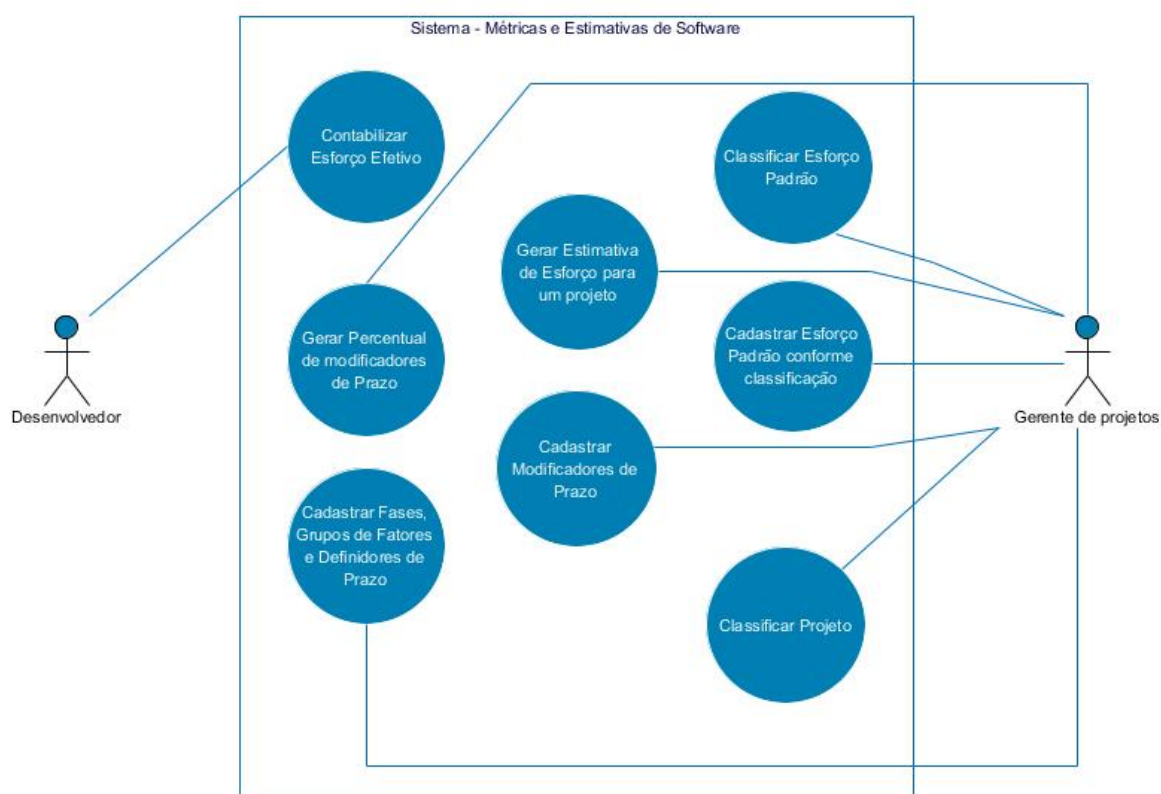 Sistema - Métricas e Estimativas de Software
Contabilizar
Esforço Efetivo
Classificar Esforço
Padrão
Gerar Estimativa
de Esforço para
um projeto
Gerar Percentual
de modificadores
de Prazo
Cadastrar Esforço
Padrão conforme
classificação
Desenvolvedor
Gerente de projetos
Cadastrar
Modificadores de
Prazo
Cadastrar Fases,
Grupos de Fatores
e Definidores de
Prazo
Classificar Projeto